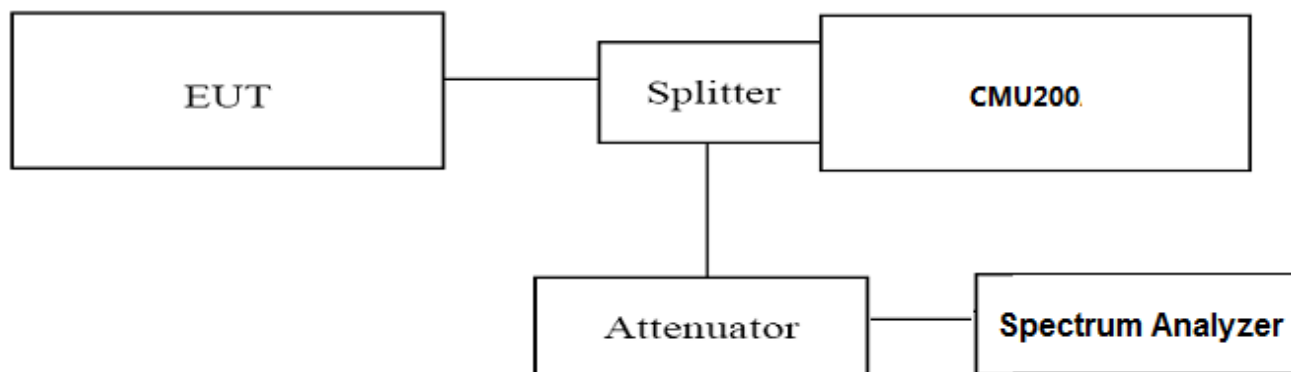 EUT
Splitter
CMU200
Attenuator
Spectrum Analyzer